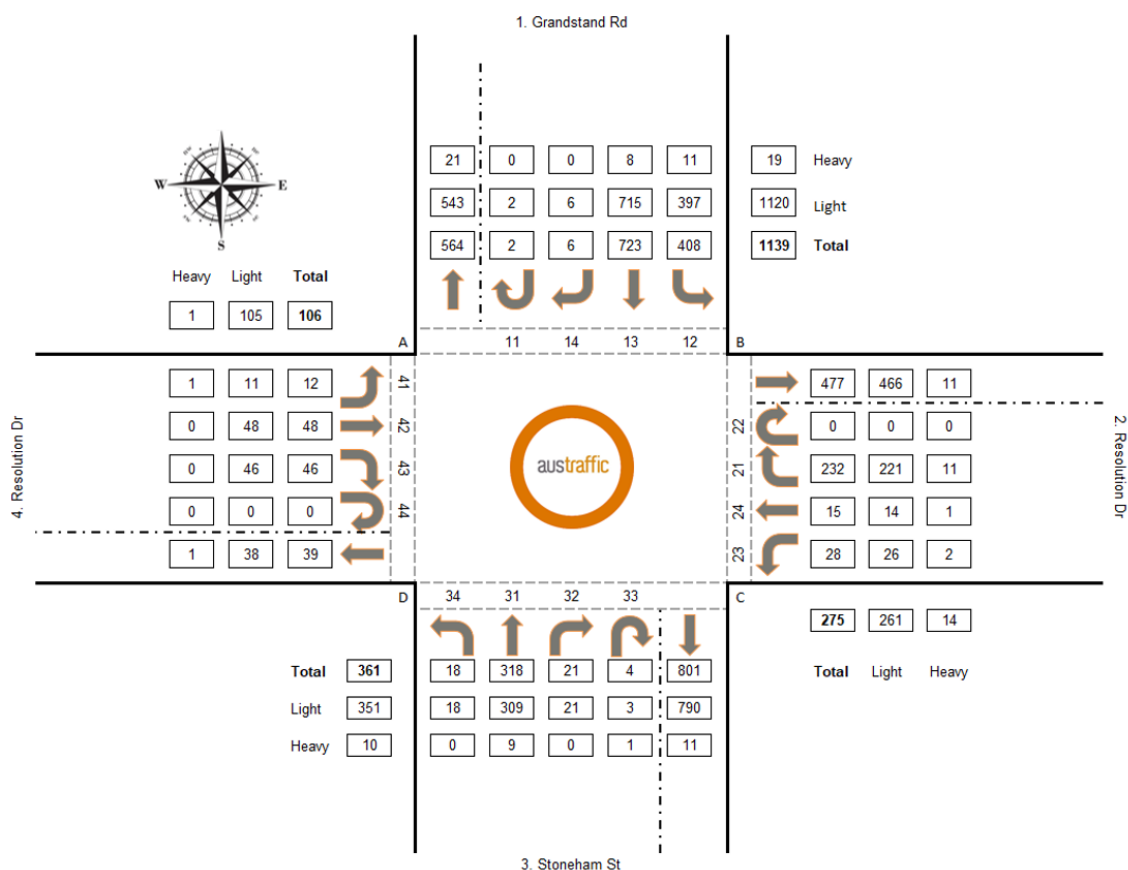 1. Grandstand Rd
21 0 0 8 11 19 Heavy
543 2 6 715 397 1120 Light
564 2 6 723 408 1139 Total
N
W E
S
Heavy Light Total
1 105 106
A 11 14 13 12 B
1 11 12 41 477 466 11
0 48 48 42 22 0 0 0
0 46 46 43 21 232 221 11
0 0 0 44 24 15 14 1
1 38 39 23 28 26 2
4. Resolution Dr
austraffic
2. Resolution Dr
D 34 31 32 33 C
275 261 14
Total Light Heavy
Total 361 18 318 21 4 801
Light 351 18 309 21 3 790
Heavy 10 0 9 0 1 11
3. Stoneham St